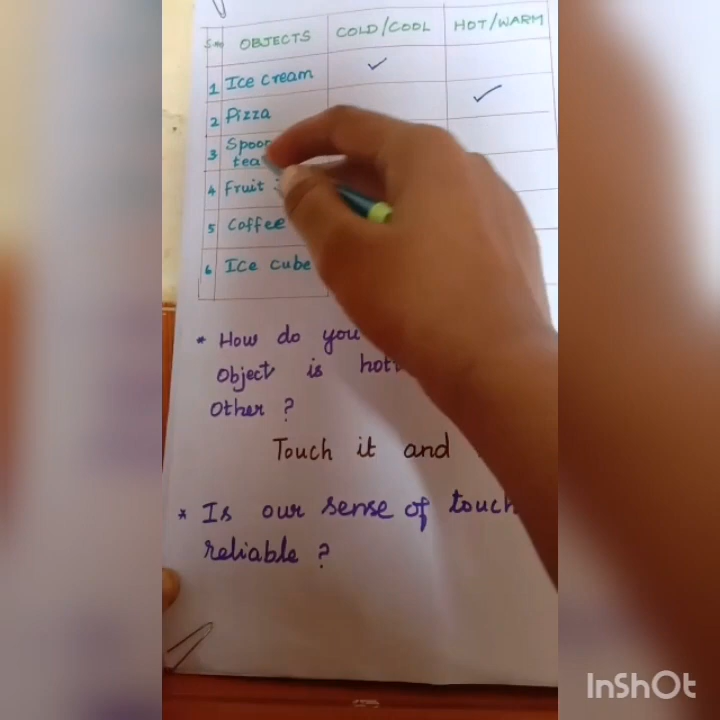 S.no OBJECTS COLD/COOL HOT/WARM
1 Ice cream ✓
2 Pizza ✓
3 Spoon
tea
4 Fruit
5 Coffee
6 Ice cube
* How do you
Object is
Other ?
Touch it and
* Is our sense of touch
reliable ?
InShOt